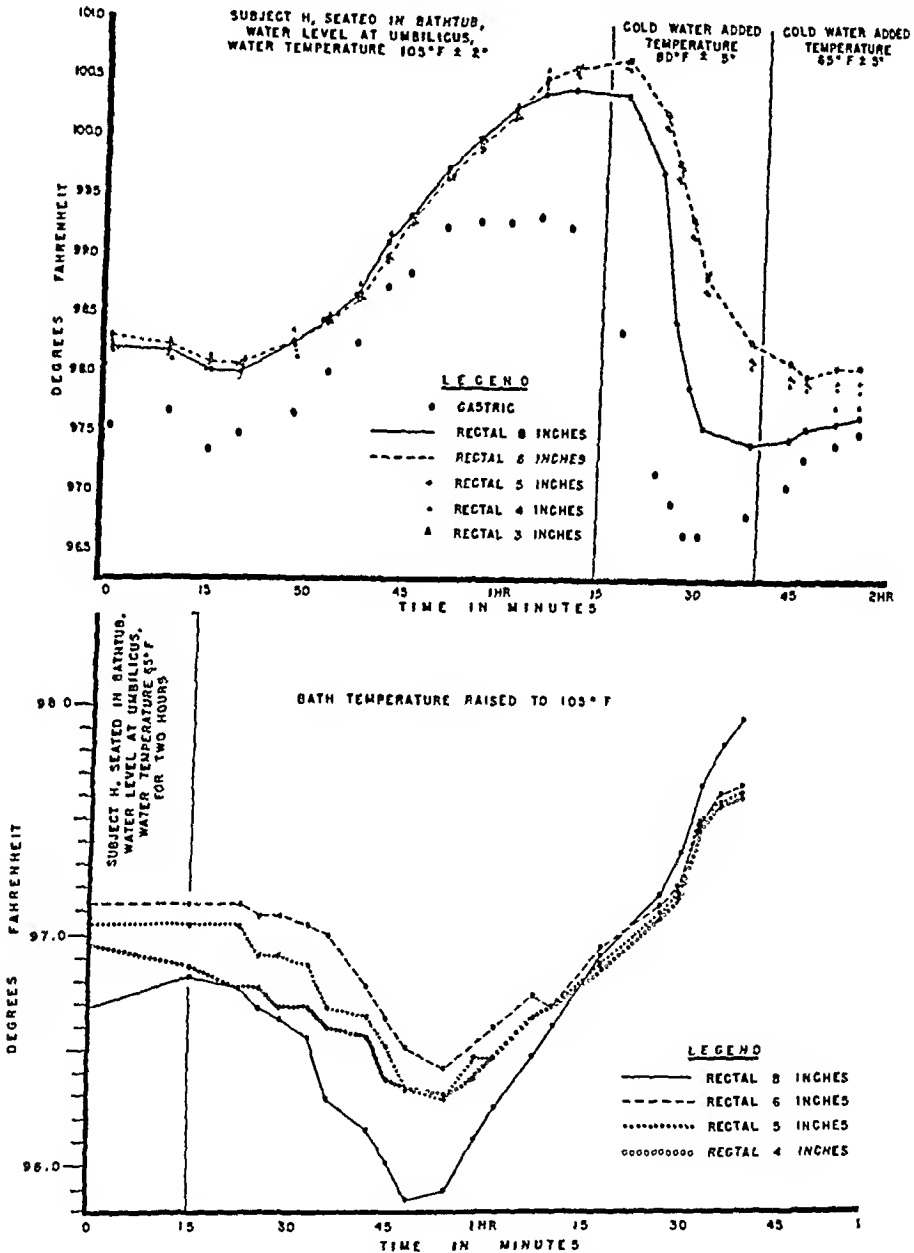 SUBJECT H, SEATED IN BATHTUB,
WATER LEVEL AT UMBILICUS,
WATER TEMPERATURE 105°F ± 2°
COLD WATER ADDED
TEMPERATURE
80°F ± 5°
COLD WATER ADDED
TEMPERATURE
65°F ± 5°
DEGREES FAHRENHEIT
101.0
100.5
100.0
99.5
99.0
98.5
98.0
97.5
97.0
96.5
LEGEND
GASTRIC
RECTAL 8 INCHES
RECTAL 6 INCHES
RECTAL 5 INCHES
RECTAL 4 INCHES
RECTAL 3 INCHES
0 15 30 45 1HR 15 30 45 2HR
TIME IN MINUTES
SUBJECT H, SEATED IN BATHTUB,
WATER LEVEL AT UMBILICUS,
WATER TEMPERATURE 65°F
FOR TWO HOURS
BATH TEMPERATURE RAISED TO 105°F
DEGREES FAHRENHEIT
98.0
97.0
96.0
LEGEND
RECTAL 8 INCHES
RECTAL 6 INCHES
RECTAL 5 INCHES
RECTAL 4 INCHES
0 15 30 45 1HR 15 30 45
TIME IN MINUTES